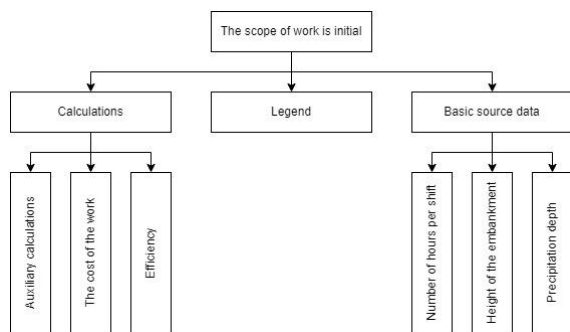 The scope of work is initial
Calculations
Legend
Basic source data
Auxiliary calculations
The cost of the work
Efficiency
Number of hours per shift
Height of the embankment
Precipitation depth